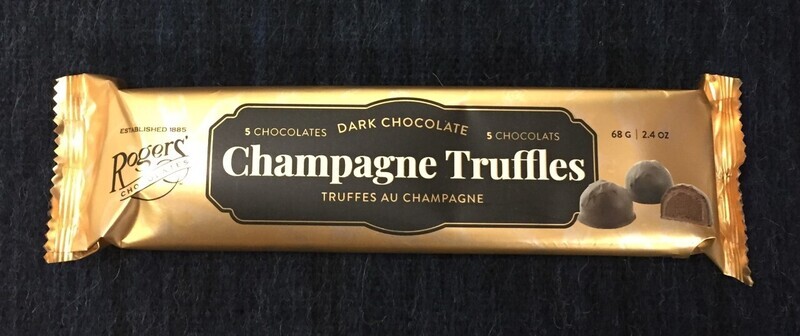 ESTABLISHED 1885
Rogers'
CHOCOLATES
5 CHOCOLATES
DARK CHOCOLATE
5 CHOCOLATS
Champagne Truffles
TRUFFES AU CHAMPAGNE
68 G | 2.4 OZ